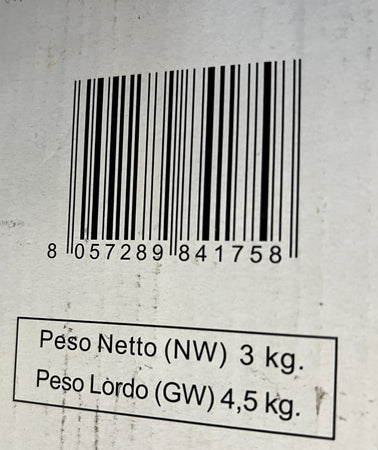 8 057289 841758
Peso Netto (NW) 3 kg.
Peso Lordo (GW) 4,5 kg.